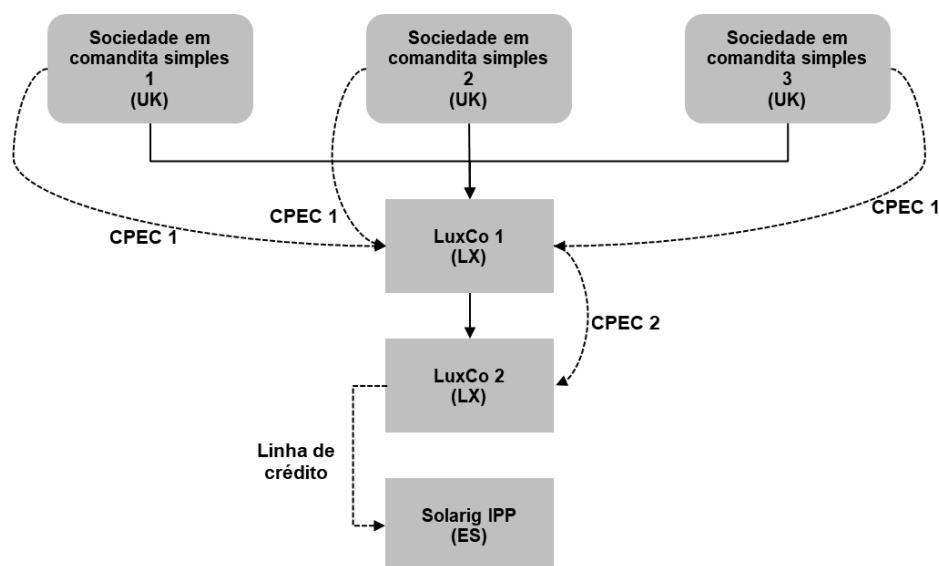 Sociedade em
comandita simples
1
(UK)
Sociedade em
comandita simples
2
(UK)
Sociedade em
comandita simples
3
(UK)
CPEC 1
CPEC 1
CPEC 1
LuxCo 1
(LX)
CPEC 2
LuxCo 2
(LX)
Linha de
crédito
Solarig IPP
(ES)